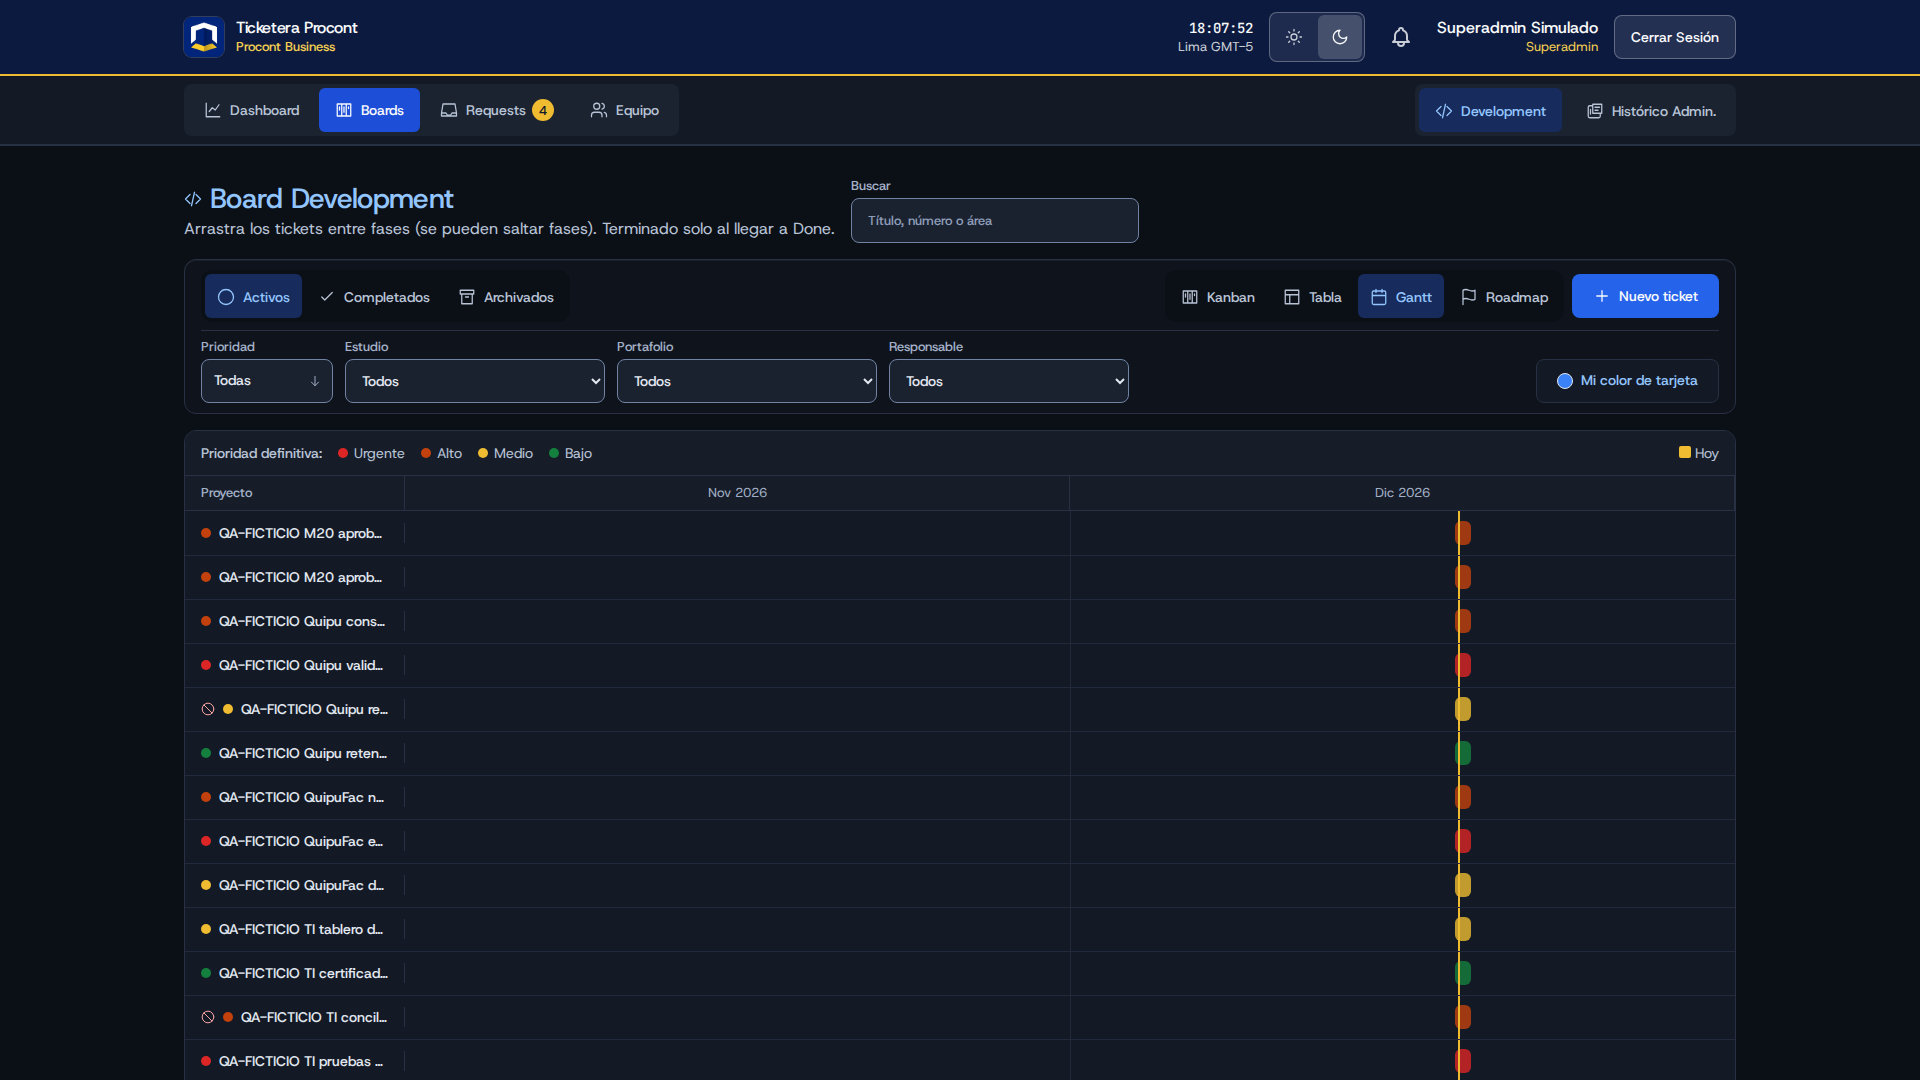 Ticketera Procont
Procont Business
18:07:52
Lima GMT-5
Superadmin Simulado
Superadmin
Cerrar Sesión
Dashboard
Boards
Requests 4
Equipo
Development
Histórico Admin.
Board Development
Arrastra los tickets entre fases (se pueden saltar fases). Terminado solo al llegar a Done.
Buscar
Título, número o área
Activos
Completados
Archivados
Kanban
Tabla
Gantt
Roadmap
Nuevo ticket
Prioridad
Todas
Estudio
Todos
Portafolio
Todos
Responsable
Todos
Mi color de tarjeta
Prioridad definitiva:
Urgente
Alto
Medio
Bajo
Hoy
Proyecto
Nov 2026
Dic 2026
QA-FICTICIO M20 aprob...
QA-FICTICIO M20 aprob...
QA-FICTICIO Quipu cons...
QA-FICTICIO Quipu valid...
QA-FICTICIO Quipu re...
QA-FICTICIO Quipu reten...
QA-FICTICIO QuipuFac n...
QA-FICTICIO QuipuFac e...
QA-FICTICIO QuipuFac d...
QA-FICTICIO TI tablero d...
QA-FICTICIO TI certificad...
QA-FICTICIO TI concil...
QA-FICTICIO TI pruebas ...